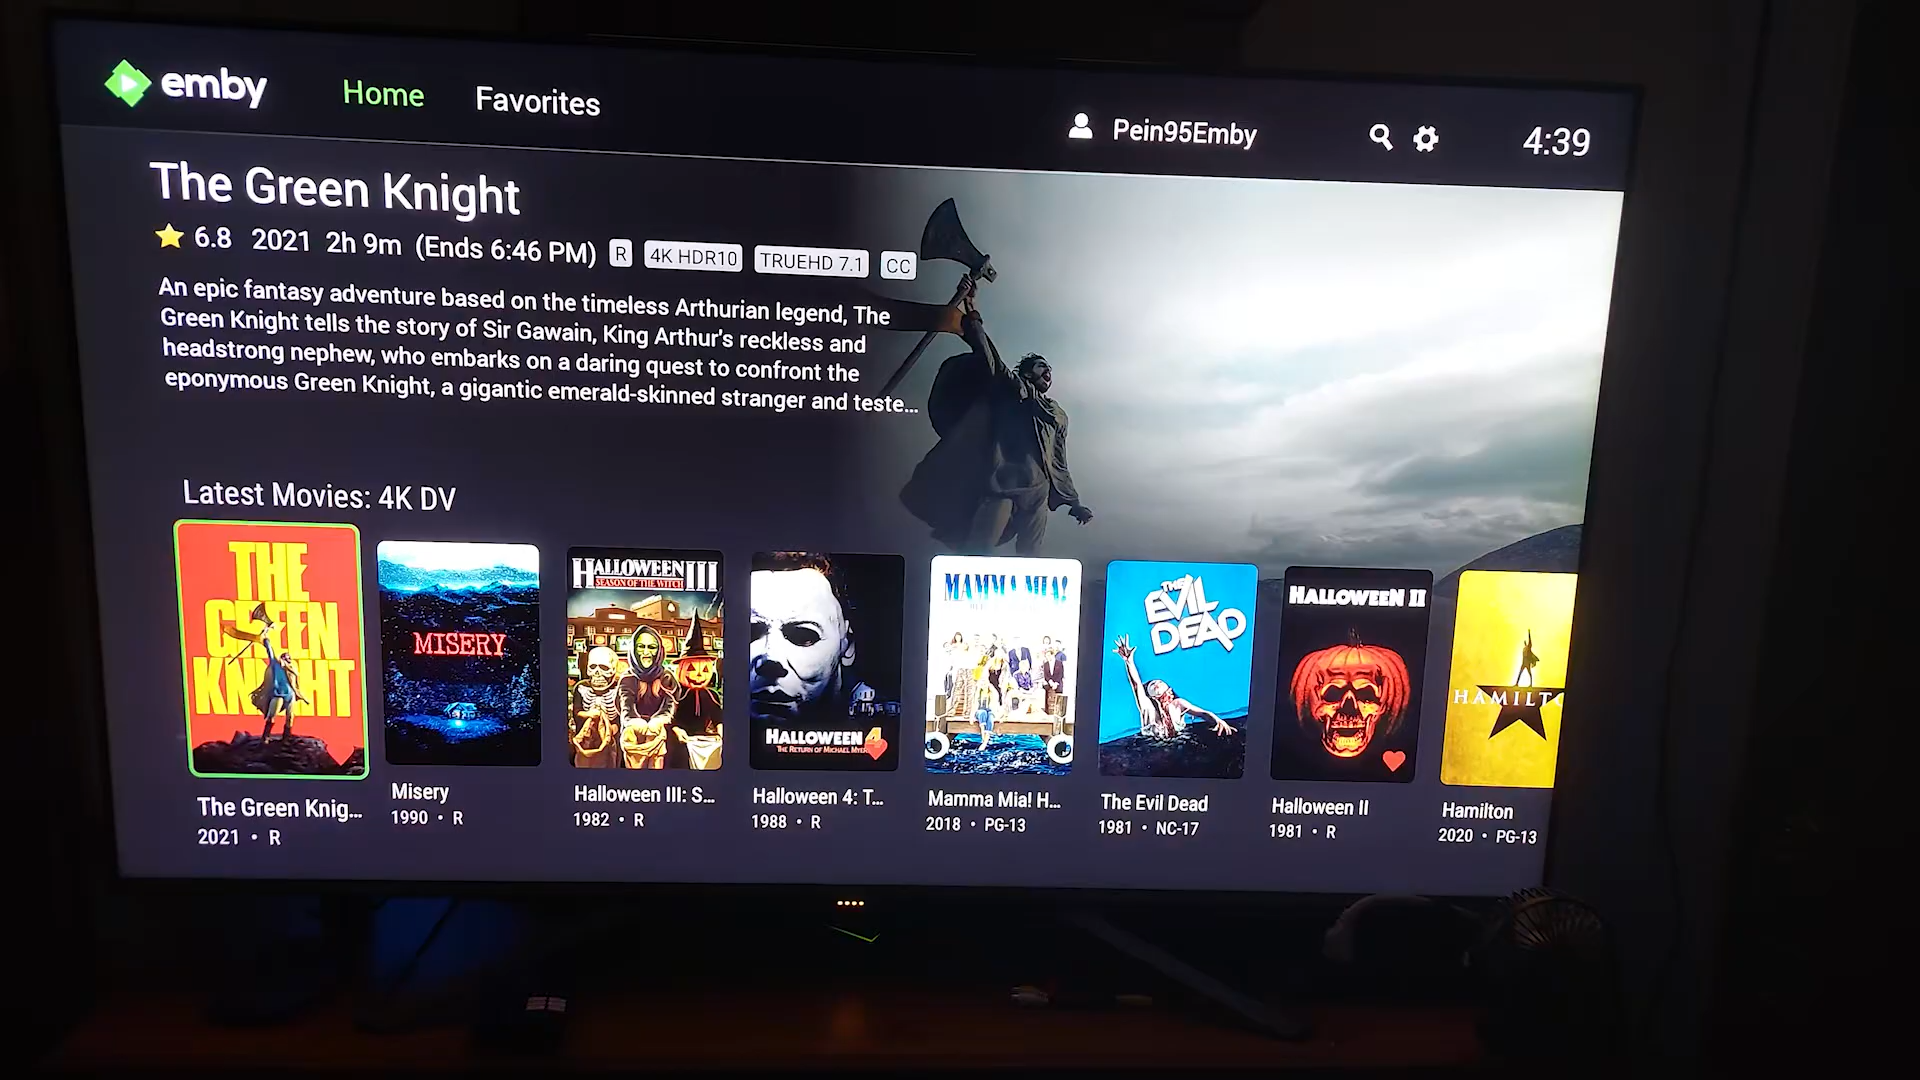 emby
Home
Favorites
Pein95Emby
4:39
The Green Knight
6.8 2021 2h 9m (Ends 6:46 PM) R 4K HDR10 TRUEHD 7.1 CC
An epic fantasy adventure based on the timeless Arthurian legend, The
Green Knight tells the story of Sir Gawain, King Arthur's reckless and
headstrong nephew, who embarks on a daring quest to confront the
eponymous Green Knight, a gigantic emerald-skinned stranger and teste...
Latest Movies: 4K DV
THE
GREEN
KNIGHT
MISERY
HALLOWEEN III
SEASON OF THE WITCH
HALLOWEEN 4
THE RETURN OF MICHAEL MYERS
MAMMA MIA!
THE
EVIL
DEAD
HALLOWEEN II
HAMILTO
The Green Knig...
2021 • R
Misery
1990 • R
Halloween III: S...
1982 • R
Halloween 4: T...
1988 • R
Mamma Mia! H...
2018 • PG-13
The Evil Dead
1981 • NC-17
Halloween II
1981 • R
Hamilton
2020 • PG-13